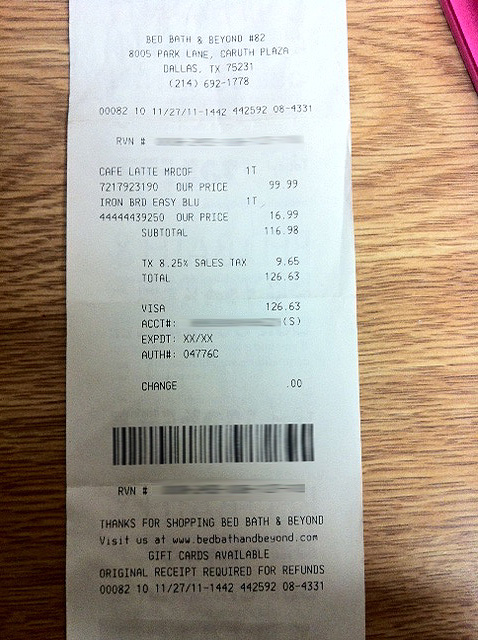 BED BATH & BEYOND #82
8005 PARK LANE, CARUTH PLAZA
DALLAS, TX 75231
(214) 692-1778
00082 10 11/27/11-1442 442592 08-4331
RVN #
CAFE LATTE MRCOF 1T
7217923190 OUR PRICE 99.99
IRON BRD EASY BLU 1T
44444439250 OUR PRICE 16.99
SUBTOTAL 116.98
TX 8.25% SALES TAX 9.65
TOTAL 126.63
VISA 126.63
ACCT#: (S)
EXPDT: XX/XX
AUTH#: 04776C
CHANGE .00
RVN #
THANKS FOR SHOPPING BED BATH & BEYOND
Visit us at www.bedbathandbeyond.com
GIFT CARDS AVAILABLE
ORIGINAL RECEIPT REQUIRED FOR REFUNDS
00082 10 11/27/11-1442 442592 08-4331